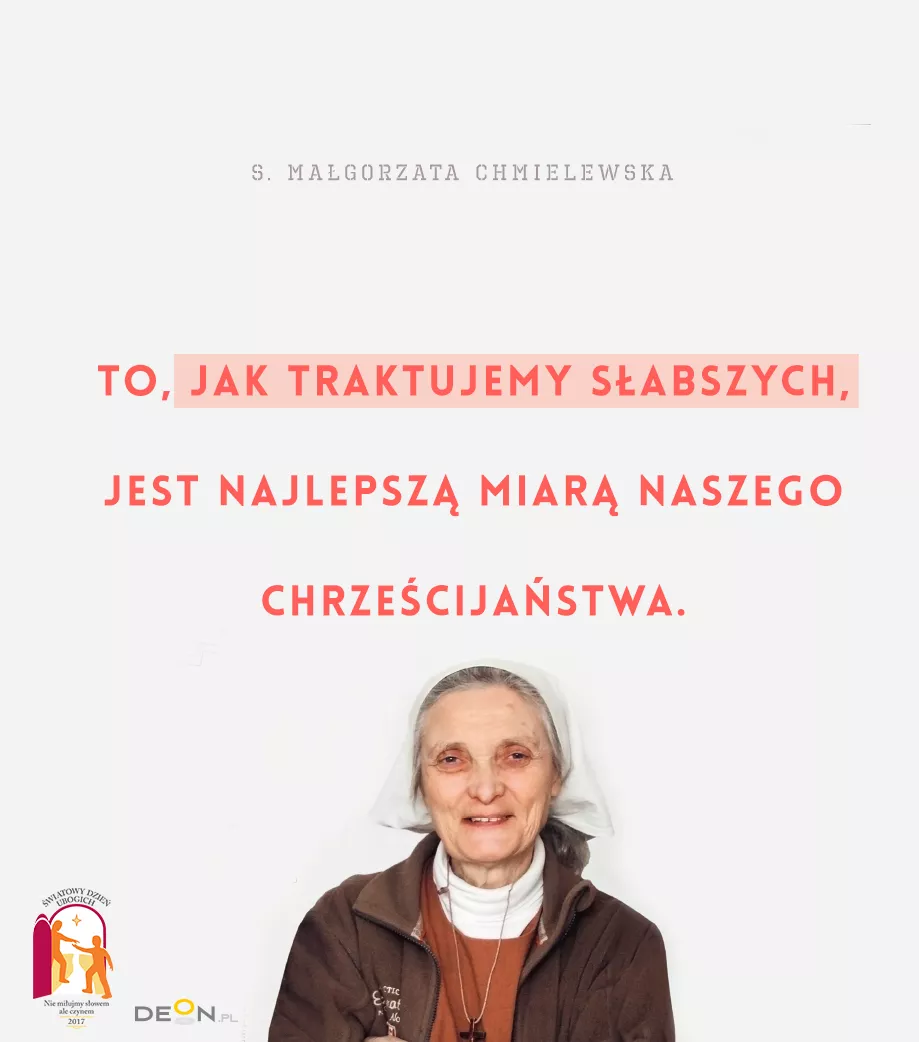 S. MAŁGORZATA CHMIELEWSKA
TO, JAK TRAKTUJEMY SŁABSZYCH,
JEST NAJLEPSZĄ MIARĄ NASZEGO
CHRZEŚCIJAŃSTWA.
ŚWIATOWY DZIEŃ
UBOGICH
Nie miłujmy słowem
ale czynem
2017
DEON.PL